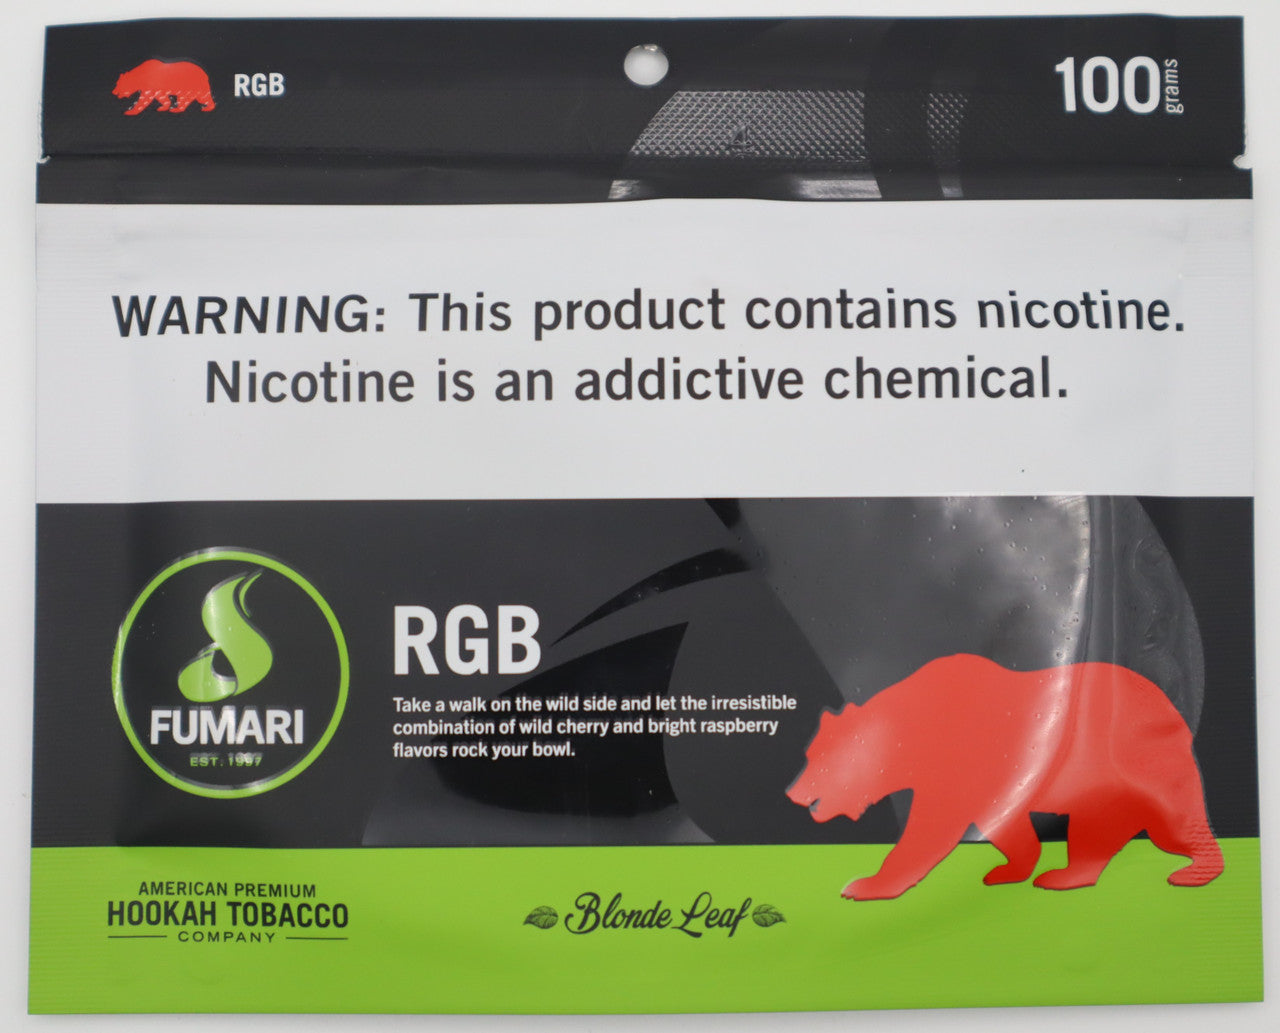 RGB
100
grams
WARNING: This product contains nicotine.
Nicotine is an addictive chemical.
FUMARI
EST. 1997
RGB
Take a walk on the wild side and let the irresistible
combination of wild cherry and bright raspberry
flavors rock your bowl.
AMERICAN PREMIUM
HOOKAH TOBACCO
COMPANY
Blonde Leaf